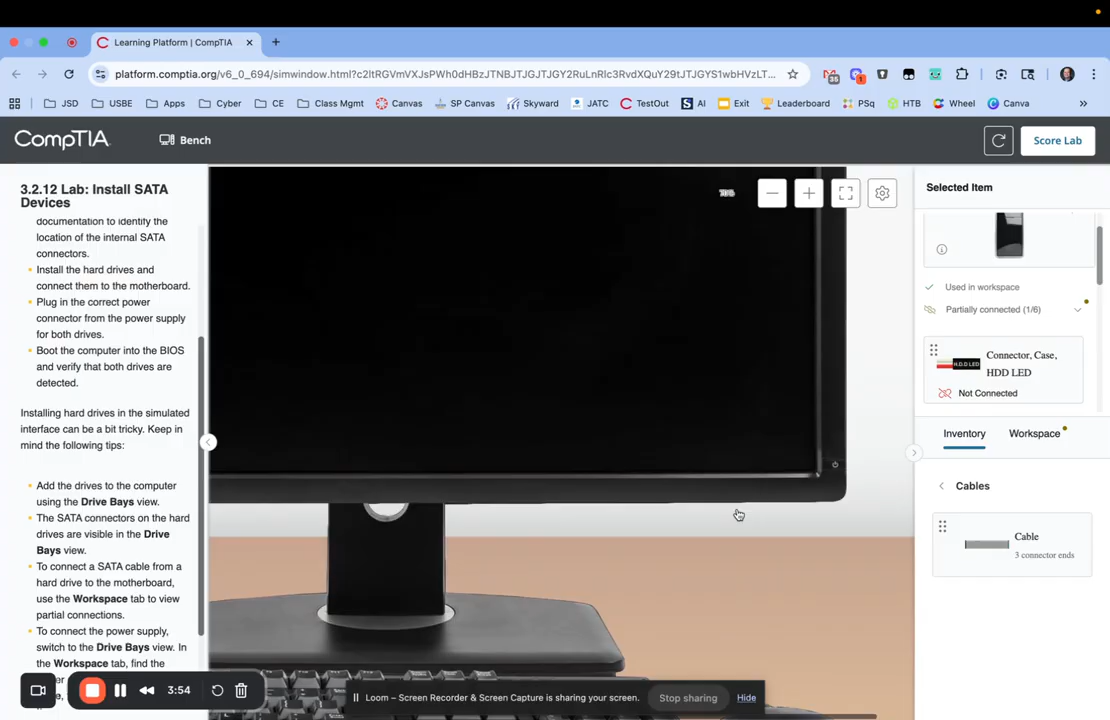 Learning Platform | CompTIA
platform.comptia.org/v6_0_694/simwindow.html?c2ltRGVmVXJsPWh0dHBzJTNBJTJGJTJGY2RuLnRlc3RvdXQuY29tJTJGYS1wbHVzLT...
JSD
USBE
Apps
Cyber
CE
Class Mgmt
Canvas
SP Canvas
Skyward
JATC
TestOut
AI
Exit
Leaderboard
PSq
HTB
Wheel
Canva
CompTIA
Bench
Score Lab
3.2.12 Lab: Install SATA
Devices
documentation to identify the
location of the internal SATA
connectors.
Install the hard drives and
connect them to the motherboard.
Plug in the correct power
connector from the power supply
for both drives.
Boot the computer into the BIOS
and verify that both drives are
detected.
Installing hard drives in the simulated
interface can be a bit tricky. Keep in
mind the following tips:
Add the drives to the computer
using the Drive Bays view.
The SATA connectors on the hard
drives are visible in the Drive
Bays view.
To connect a SATA cable from a
hard drive to the motherboard,
use the Workspace tab to view
partial connections.
To connect the power supply,
switch to the Drive Bays view. In
the Workspace tab, find the
3:54
Loom – Screen Recorder & Screen Capture is sharing your screen.
Stop sharing
Hide
Selected Item
Used in workspace
Partially connected (1/6)
H.D.D LED
Connector, Case,
HDD LED
Not Connected
Inventory
Workspace
Cables
Cable
3 connector ends